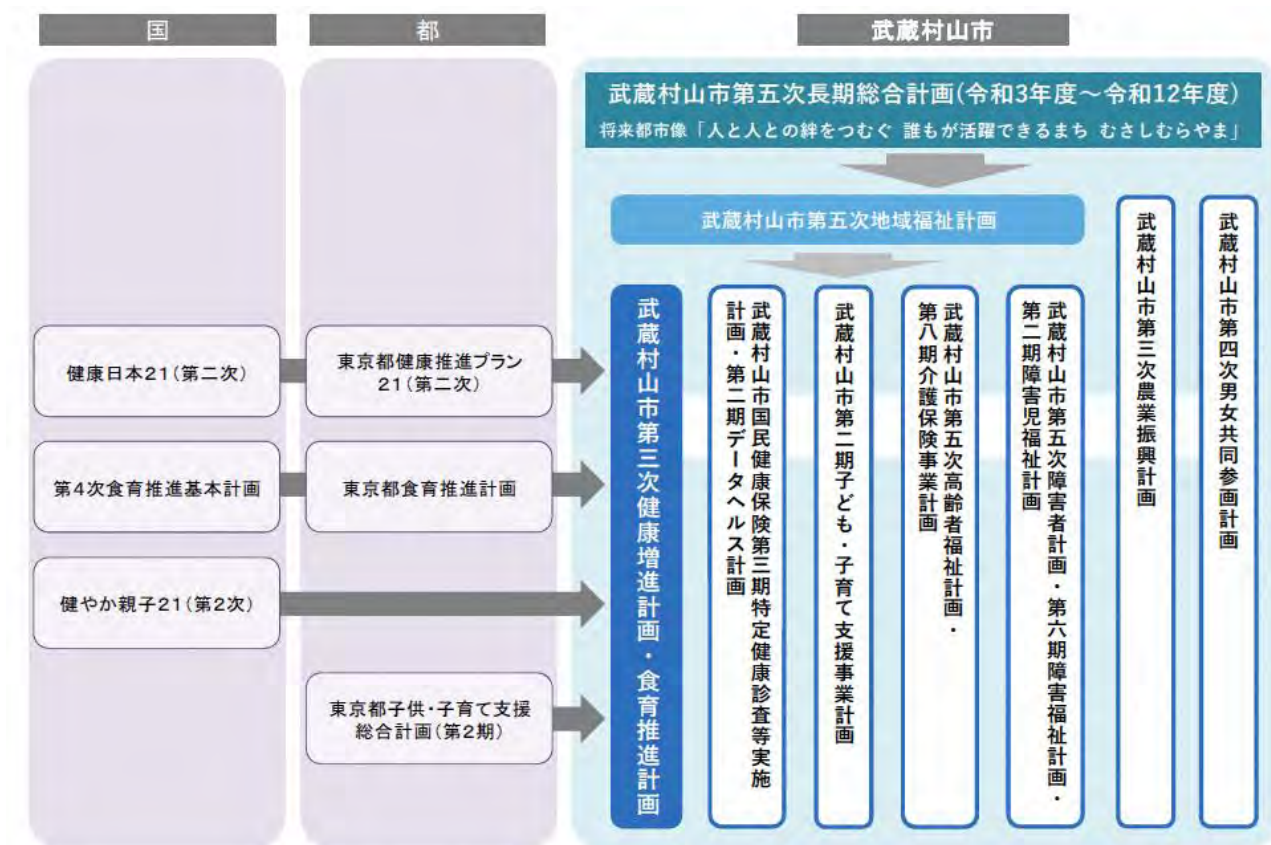 国
都
武蔵村山市
武蔵村山市第五次長期総合計画(令和3年度～令和12年度)
将来都市像「人と人との絆をつむぐ 誰もが活躍できるまち むさしむらやま」
武蔵村山市第五次地域福祉計画
健康日本21(第二次)
東京都健康推進プラン
21(第二次)
第4次食育推進基本計画
東京都食育推進計画
健やか親子21(第2次)
東京都子供・子育て支援
総合計画(第2期)
武蔵村山市第三次健康増進計画・食育推進計画
武蔵村山市国民健康保険第三期特定健康診査等実施
計画・第二期データヘルス計画
武蔵村山市第二期子ども・子育て支援事業計画
武蔵村山市第五次高齢者福祉計画・
第八期介護保険事業計画
武蔵村山市第五次障害者計画・第六期障害福祉計画・
第二期障害児福祉計画
武蔵村山市第三次農業振興計画
武蔵村山市第四次男女共同参画計画